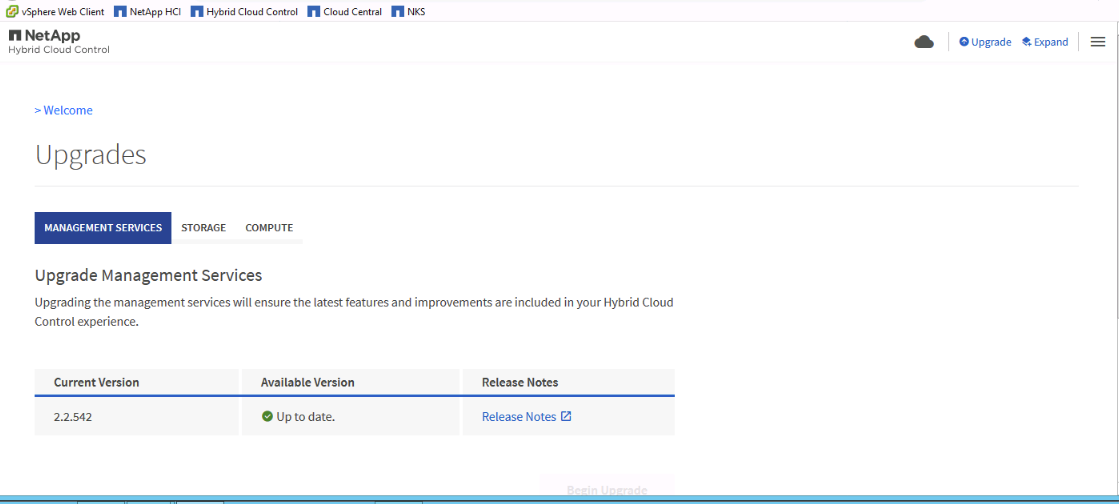 vSphere Web Client NetApp HCI Hybrid Cloud Control Cloud Central NKS
NetApp
Hybrid Cloud Control
Upgrade Expand
> Welcome
Upgrades
MANAGEMENT SERVICES STORAGE COMPUTE
Upgrade Management Services
Upgrading the management services will ensure the latest features and improvements are included in your Hybrid Cloud
Control experience.
Current Version Available Version Release Notes
2.2.542 Up to date. Release Notes
Begin Upgrade